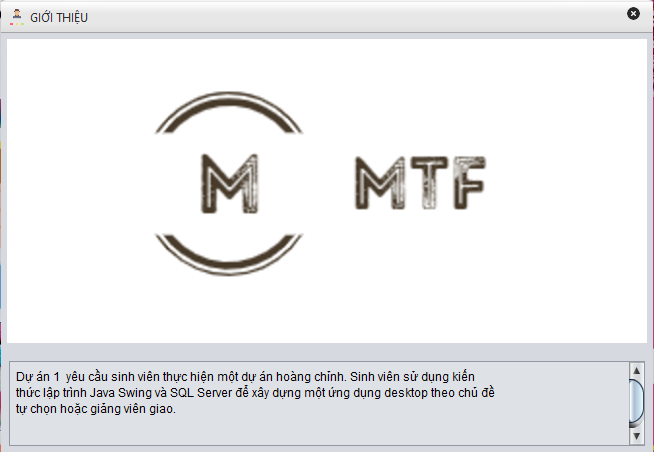 GIỚI THIỆU
M
MTF
Dự án 1 yêu cầu sinh viên thực hiện một dự án hoàng chỉnh. Sinh viên sử dụng kiến
thức lập trình Java Swing và SQL Server để xây dựng một ứng dụng desktop theo chủ đề
tự chọn hoặc giảng viên giao.